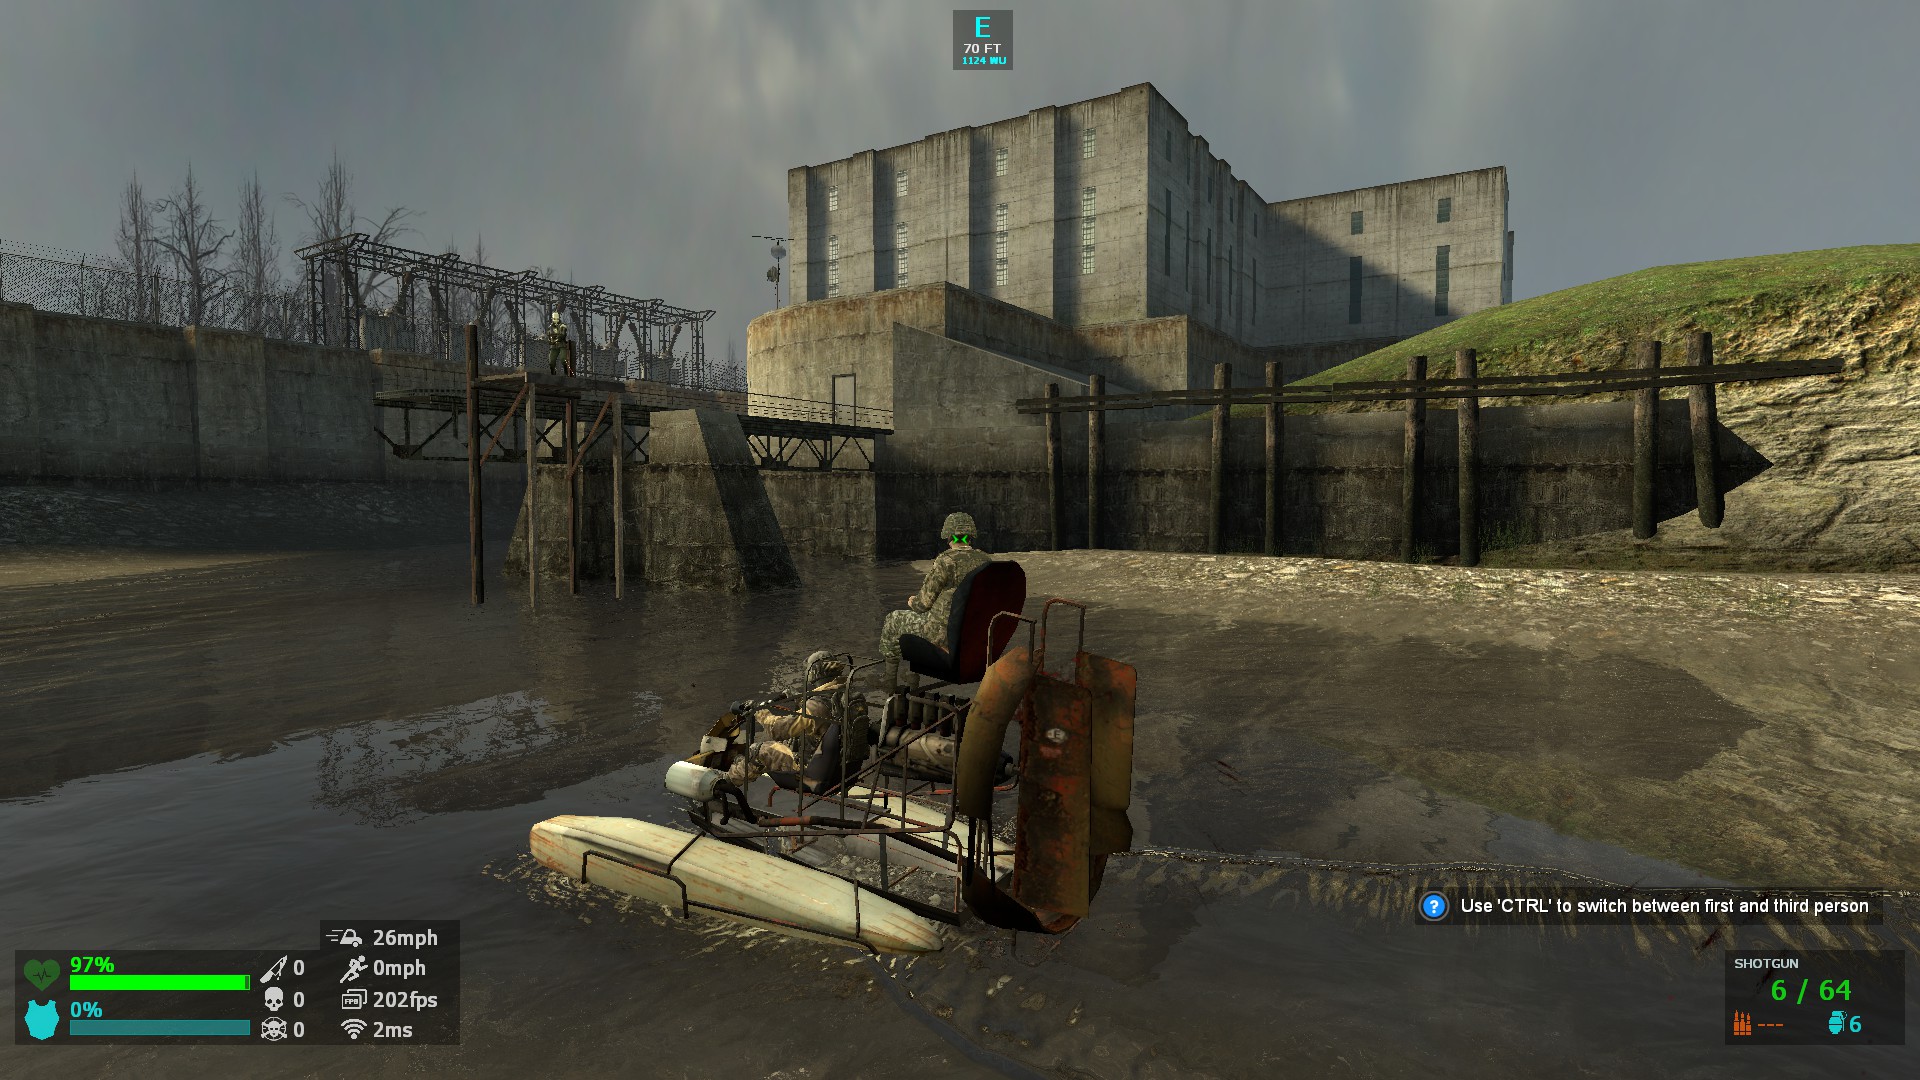 E
70 FT
1124 WU
Use 'CTRL' to switch between first and third person
26mph
97%
0
0mph
0
FPS
202fps
0%
0
2ms
SHOTGUN
6 / 64
---
6
E